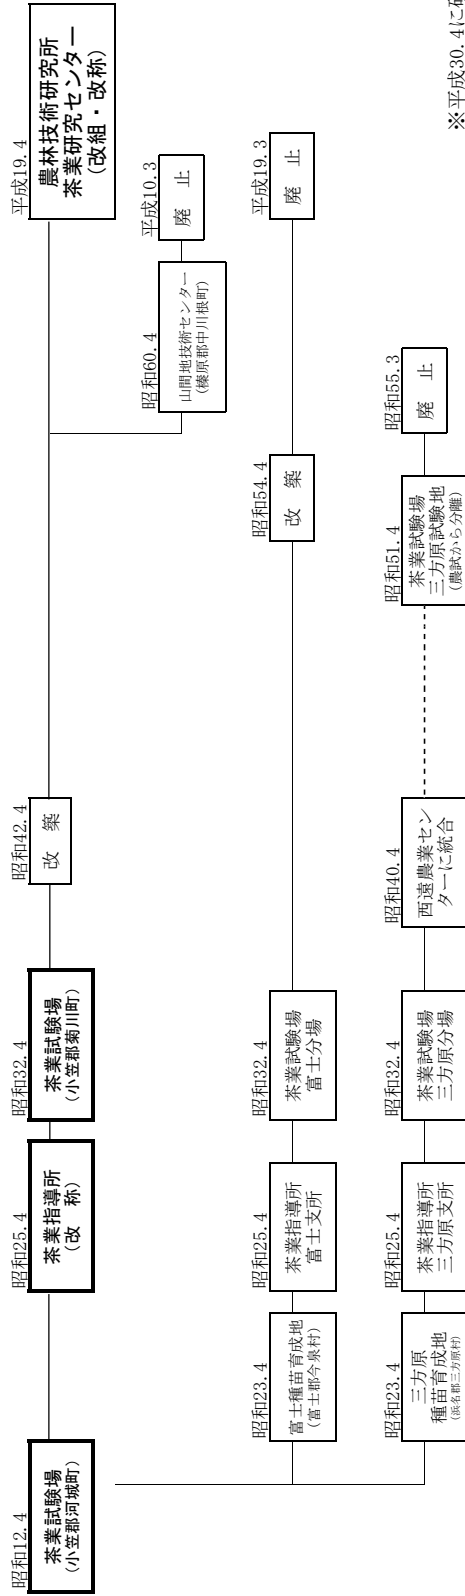 昭和12.4
茶業試験場
(小笠郡河城町)
昭和25.4
茶業指導所
(改　称)
昭和32.4
茶業試験場
(小笠郡菊川町)
昭和42.4
改　築
平成19.4
農林技術研究所
茶業研究センター
(改組・改称)
昭和60.4
山間地技術センター
(榛原郡中川根町)
平成10.3
廃　止
昭和23.4
富士種苗育成地
(富士郡今泉村)
昭和25.4
茶業指導所
富士支所
昭和32.4
茶業試験場
富士分場
昭和54.4
改　築
平成19.3
廃　止
昭和23.4
三方原
種苗育成地
(浜名郡三方原村)
昭和25.4
茶業指導所
三方原支所
昭和32.4
茶業試験場
三方原分場
昭和40.4
西遠農業セン
ターに統合
昭和51.4
茶業試験場
三方原試験地
(農試から分離)
昭和55.3
廃　止
※平成30.4に